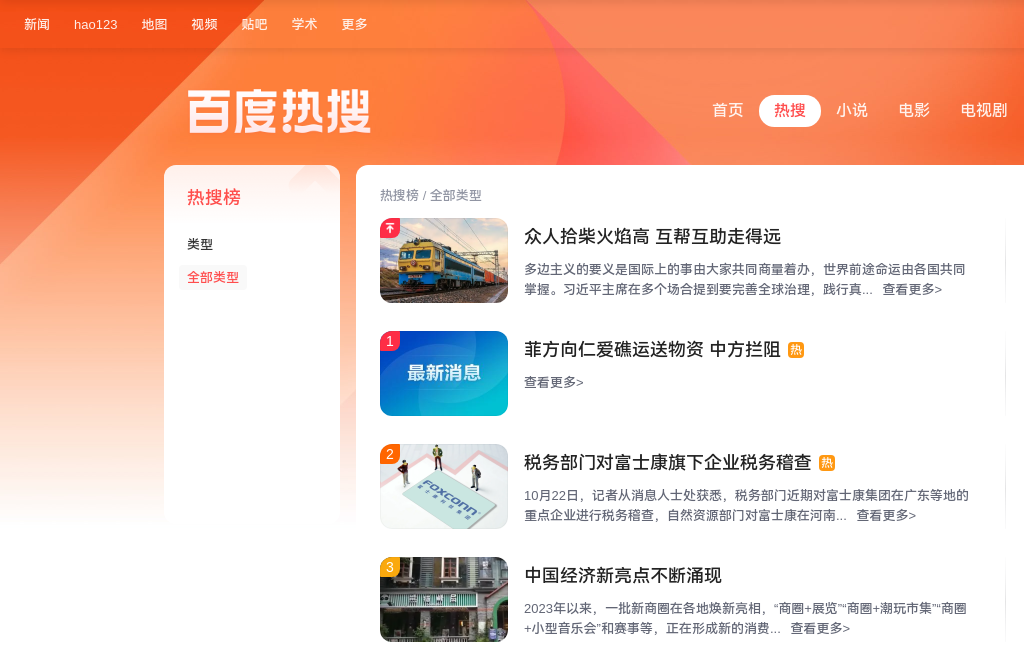 新闻 hao123 地图 视频 贴吧 学术 更多
百度热搜
首页 热搜 小说 电影 电视剧
热搜榜
类型
全部类型
热搜榜 / 全部类型
众人拾柴火焰高 互帮互助走得远
多边主义的要义是国际上的事由大家共同商量着办，世界前途命运由各国共同
掌握。习近平主席在多个场合提到要完善全球治理，践行真... 查看更多>
1
最新消息
菲方向仁爱礁运送物资 中方拦阻 热
查看更多>
2
FOXCONN
税务部门对富士康旗下企业税务稽查 热
10月22日，记者从消息人士处获悉，税务部门近期对富士康集团在广东等地的
重点企业进行税务稽查，自然资源部门对富士康在河南... 查看更多>
3
中国经济新亮点不断涌现
2023年以来，一批新商圈在各地焕新亮相，“商圈+展览”“商圈+潮玩市集”“商圈
+小型音乐会”和赛事等，正在形成新的消费... 查看更多>